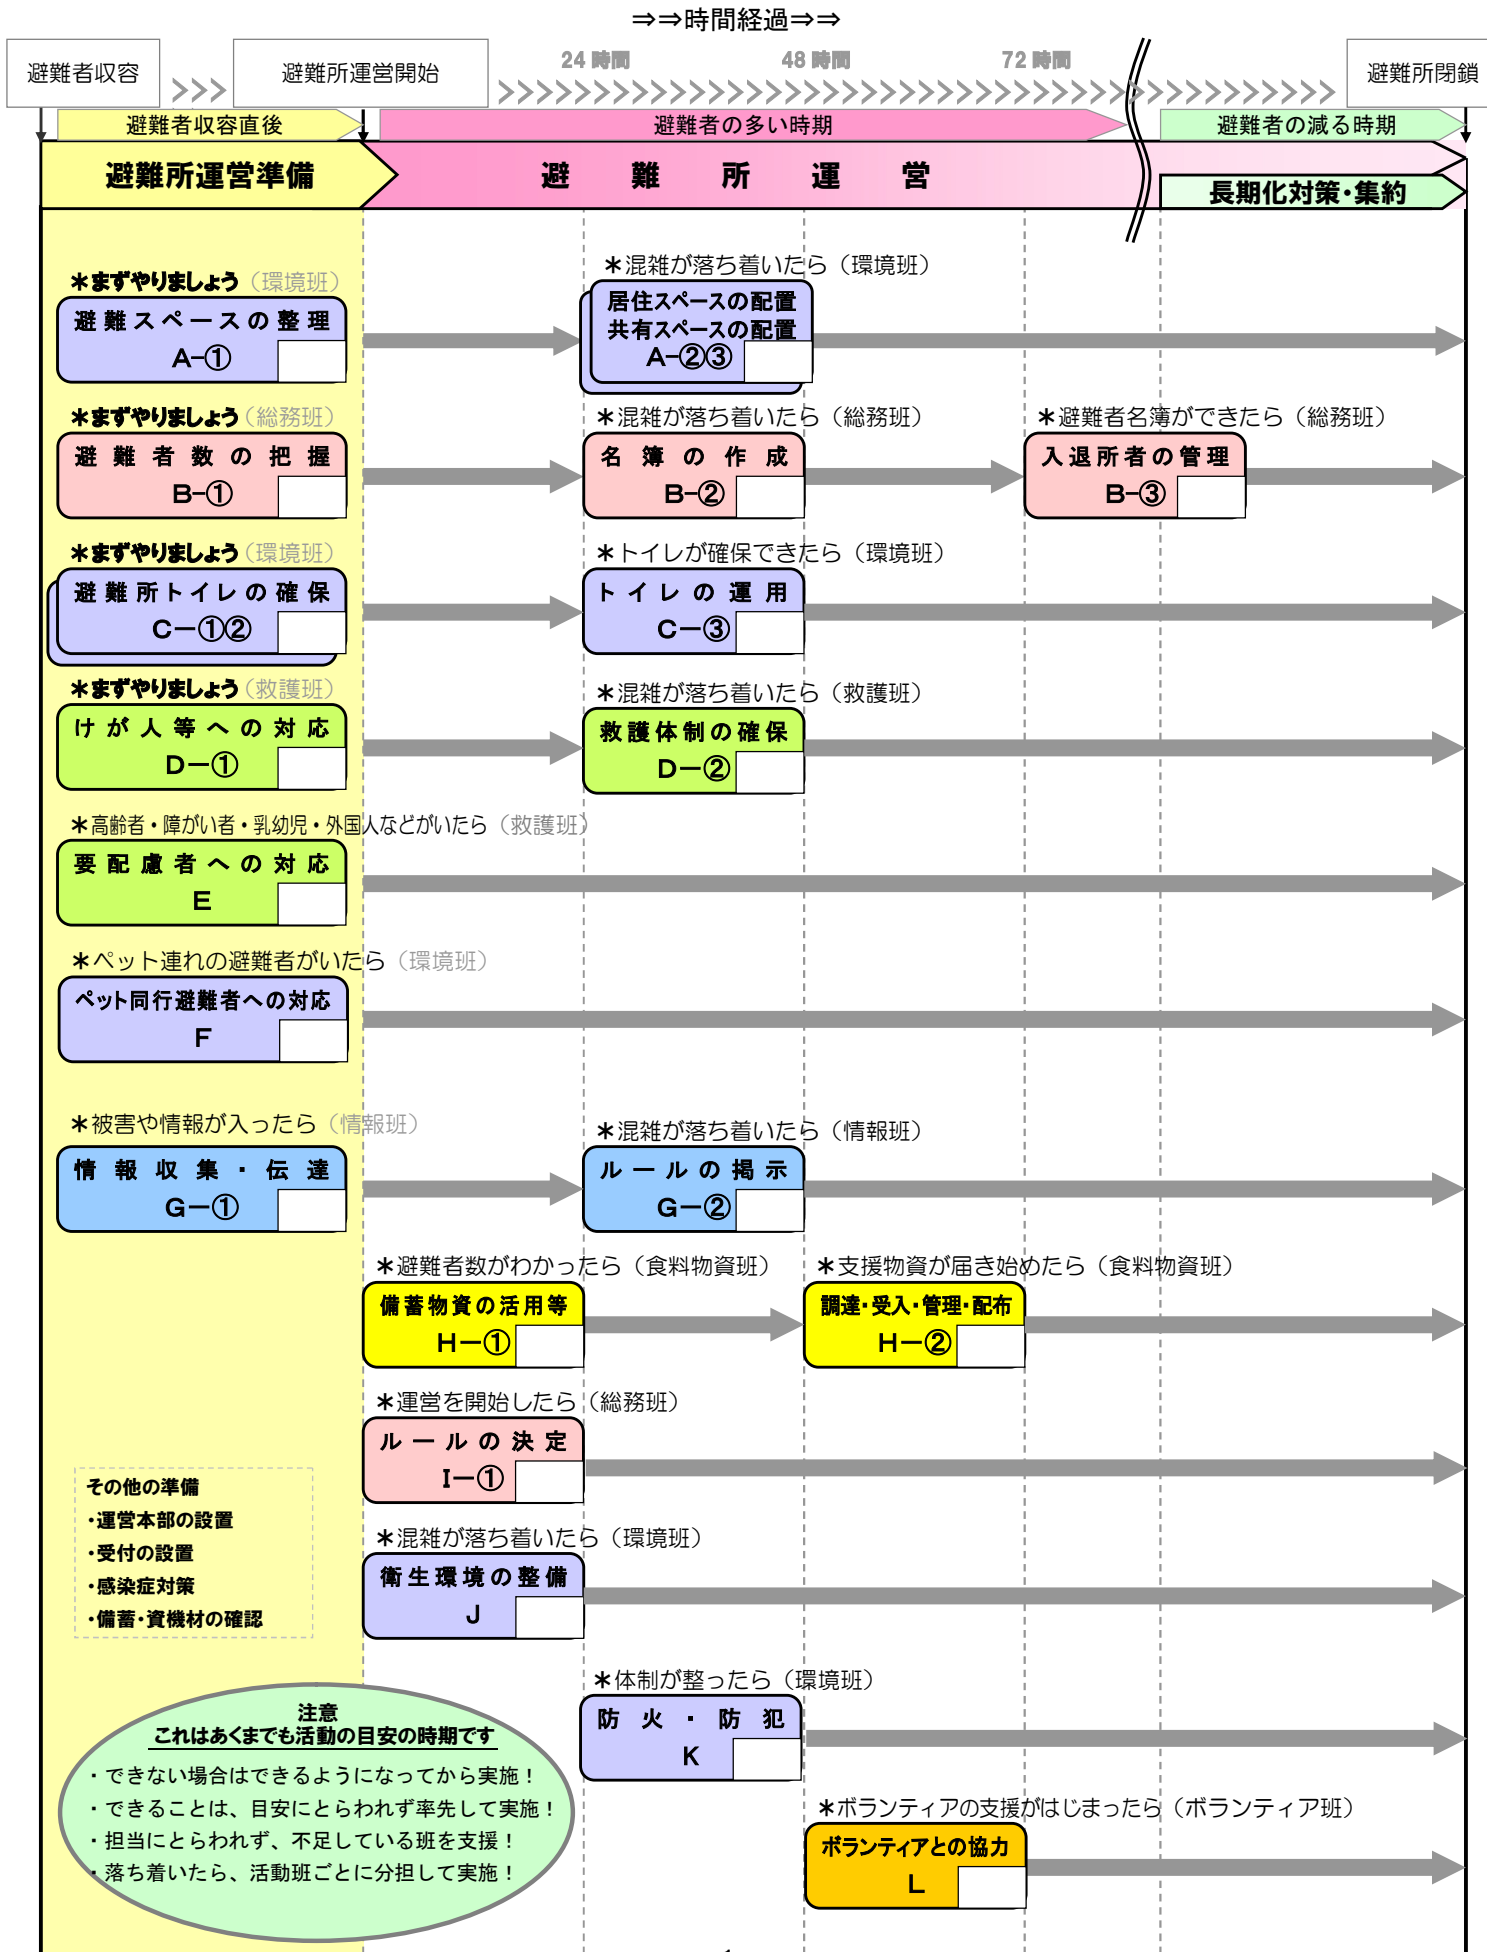 ⇒⇒時間経過⇒⇒
避難者収容
避難所運営開始
24 時間
48 時間
72 時間
避難所閉鎖
避難者収容直後
避難者の多い時期
避難者の減る時期
避難所運営準備
避難所運営
長期化対策・集約
＊まずやりましょう（環境班）
避難スペースの整理
A-①
＊混雑が落ち着いたら（環境班）
居住スペースの配置
共有スペースの配置
A-②③
＊まずやりましょう（総務班）
避難者数の把握
B-①
＊混雑が落ち着いたら（総務班）
名簿の作成
B-②
＊避難者名簿ができたら（総務班）
入退所者の管理
B-③
＊まずやりましょう（環境班）
避難所トイレの確保
C－①②
＊トイレが確保できたら（環境班）
トイレの運用
C－③
＊まずやりましょう（救護班）
けが人等への対応
D－①
＊混雑が落ち着いたら（救護班）
救護体制の確保
D－②
＊高齢者・障がい者・乳幼児・外国人などがいたら（救護班）
要配慮者への対応
E
＊ペット連れの避難者がいたら（環境班）
ペット同行避難者への対応
F
＊被害や情報が入ったら（情報班）
情報収集・伝達
G－①
＊混雑が落ち着いたら（情報班）
ルールの掲示
G－②
＊避難者数がわかったら（食料物資班）
備蓄物資の活用等
H－①
＊支援物資が届き始めたら（食料物資班）
調達・受入・管理・配布
H－②
＊運営を開始したら（総務班）
ルールの決定
I－①
その他の準備
・運営本部の設置
・受付の設置
・感染症対策
・備蓄・資機材の確認
＊混雑が落ち着いたら（環境班）
衛生環境の整備
J
＊体制が整ったら（環境班）
防火・防犯
K
注意
これはあくまでも活動の目安の時期です
・できない場合はできるようになってから実施！
・できることは、目安にとらわれず率先して実施！
・担当にとらわれず、不足している班を支援！
・落ち着いたら、活動班ごとに分担して実施！
＊ボランティアの支援がはじまったら（ボランティア班）
ボランティアとの協力
L